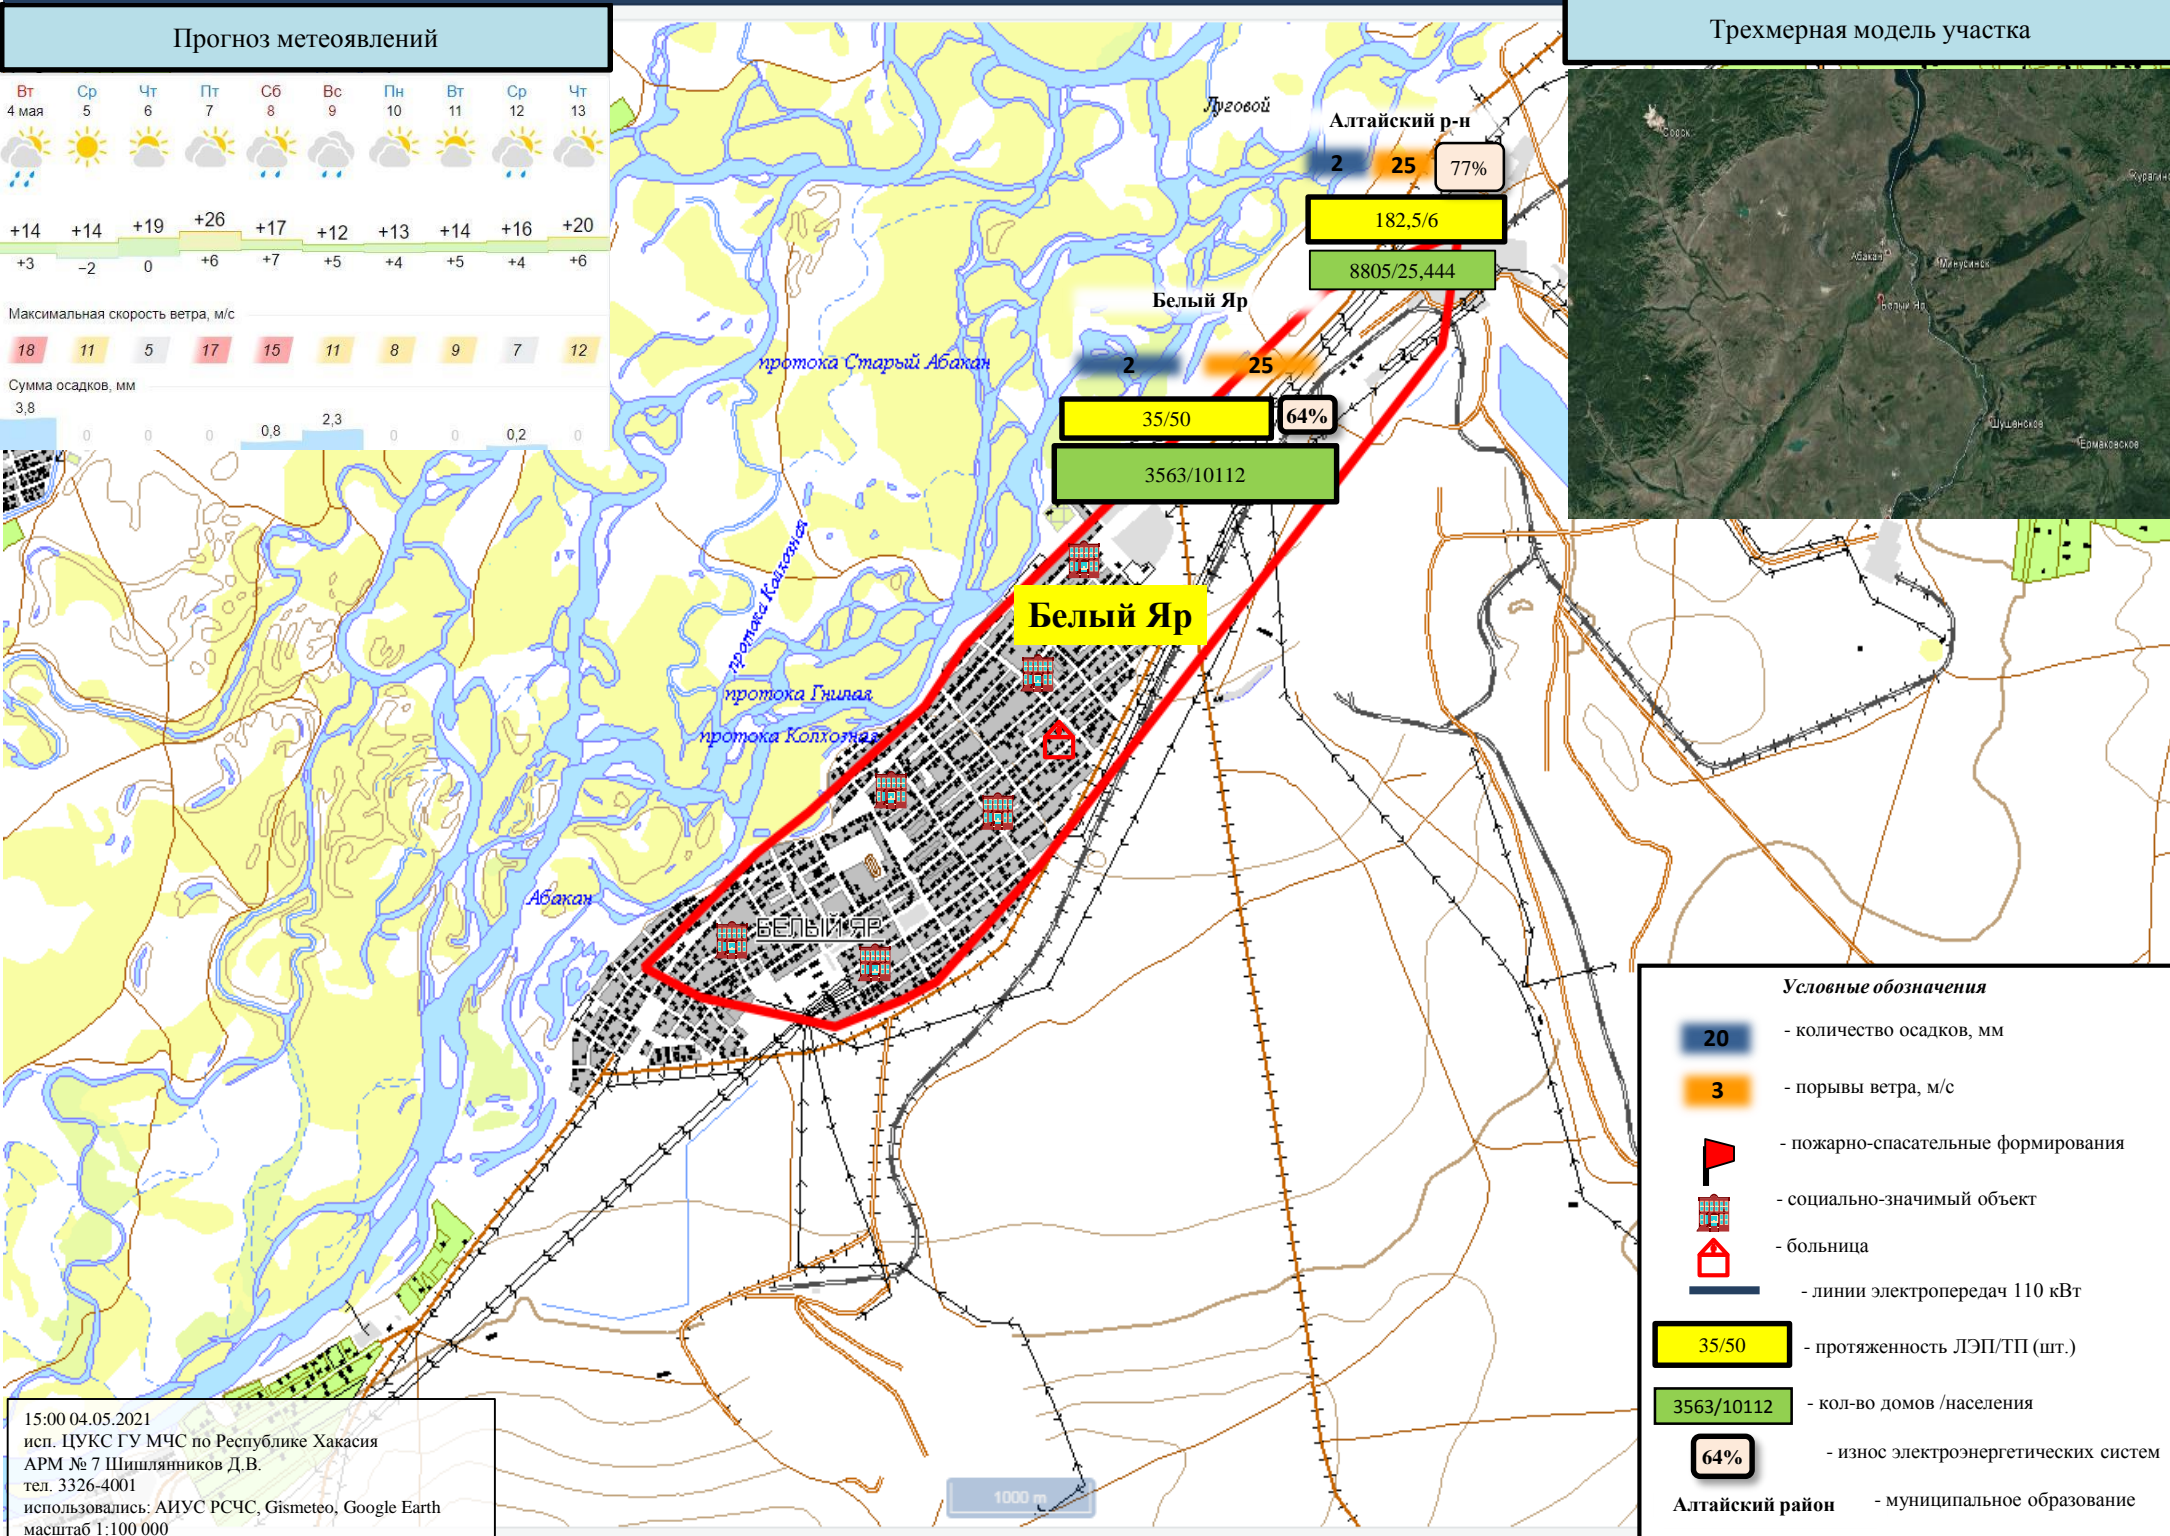 Прогноз метеоявлений
Вт Ср Чт Пт Сб Вс Пн Вт Ср Чт
4 мая 5 6 7 8 9 10 11 12 13
+14 +14 +19 +26 +17 +12 +13 +14 +16 +20
+3 −2 0 +6 +7 +5 +4 +5 +4 +6
Максимальная скорость ветра, м/с
18 11 5 17 15 11 8 9 7 12
Сумма осадков, мм
3,8 0 0 0 0,8 2,3 0 0 0,2 0
Трехмерная модель участка
Сорск
Курагино
Абакан
Минусинск
Белый Яр
Шушенское
Ермаковское
Луговой
Алтайский р-н
2 25 77%
182,5/6
8805/25,444
Белый Яр
2 25
35/50 64%
3563/10112
протока Старый Абакан
протока Колхозная
Белый Яр
протока Гнилая
протока Колхозная
Абакан
БЕЛЫЙ ЯР
Условные обозначения
20 - количество осадков, мм
3 - порывы ветра, м/с
- пожарно-спасательные формирования
- социально-значимый объект
- больница
- линии электропередач 110 кВт
35/50 - протяженность ЛЭП/ТП (шт.)
3563/10112 - кол-во домов /населения
64% - износ электроэнергетических систем
Алтайский район - муниципальное образование
1000 m
15:00 04.05.2021
исп. ЦУКС ГУ МЧС по Республике Хакасия
АРМ № 7 Шишлянников Д.В.
тел. 3326-4001
использовались: АИУС РСЧС, Gismeteo, Google Earth
масштаб 1:100 000